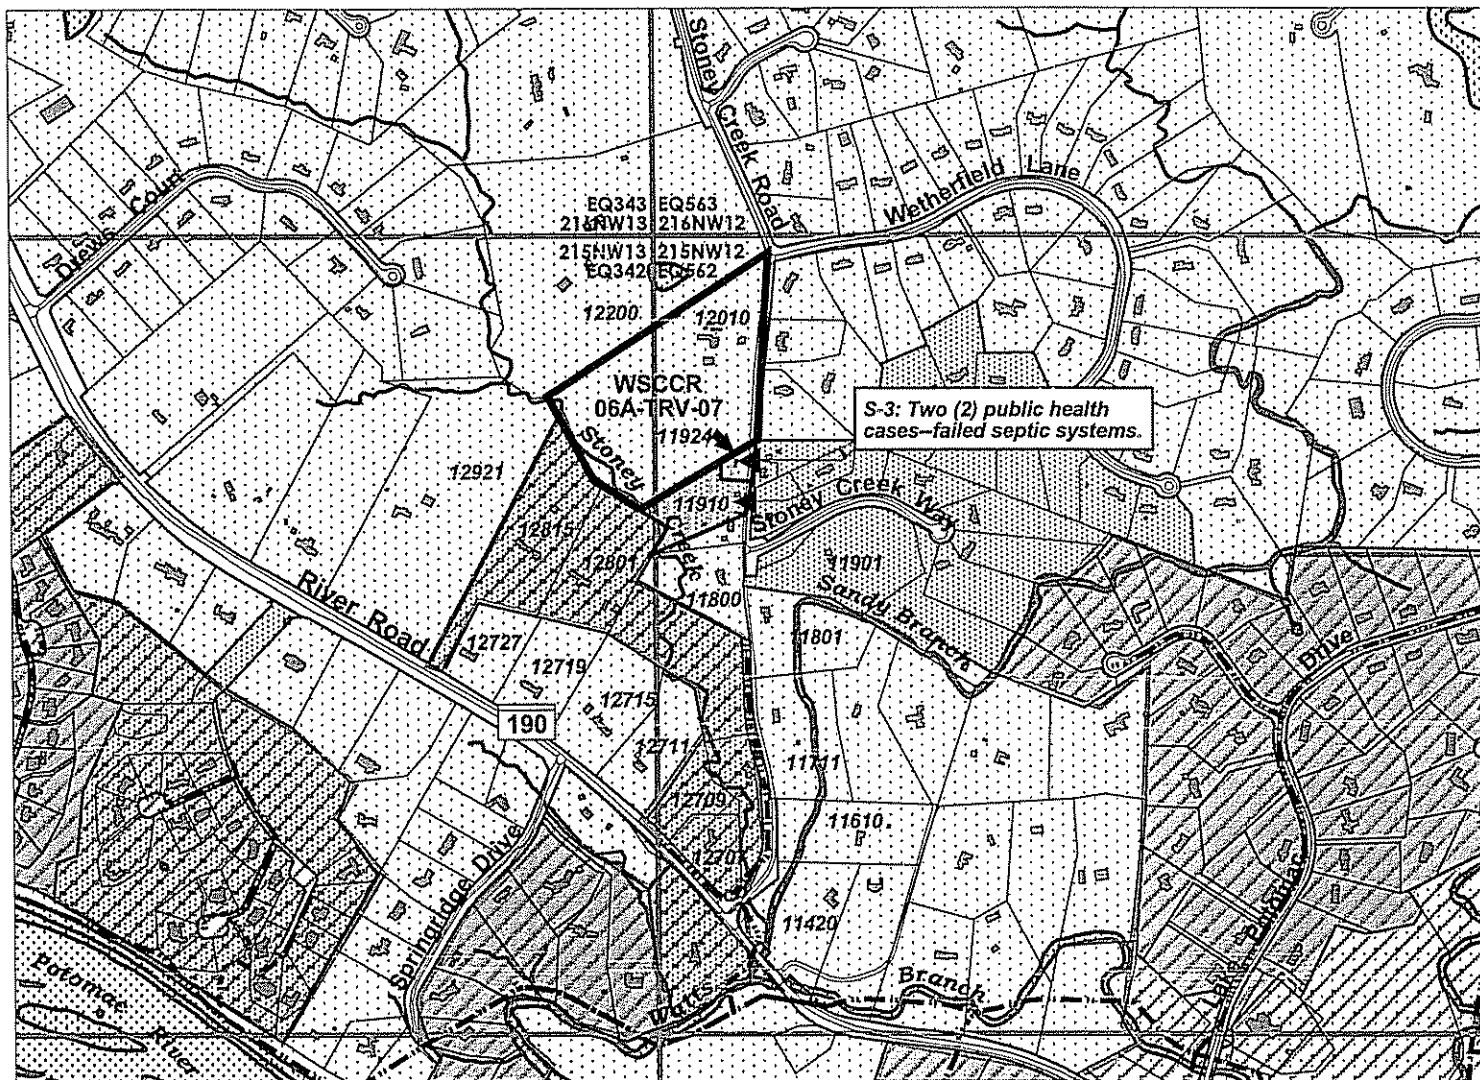 Stoney Creek Road
Wetherfield Lane
Drews Court
EQ343 EQ563
216NW13 216NW12
215NW13 215NW12
EQ342 EQ562
12200
12010
WSCCR
06A-TRV-07
11924
S-3: Two (2) public health
cases–failed septic systems.
Stoney
Creek
12921
11910
Stoney Creek Way
12815
12801
11901
11800
Sandy Branch
River Road
11801
12727
12719
12715
190
12711
11711
12709
11610
12701
Springridge Drive
11420
Drive
Potomac
Lake
Watts
Branch
Potomac
River